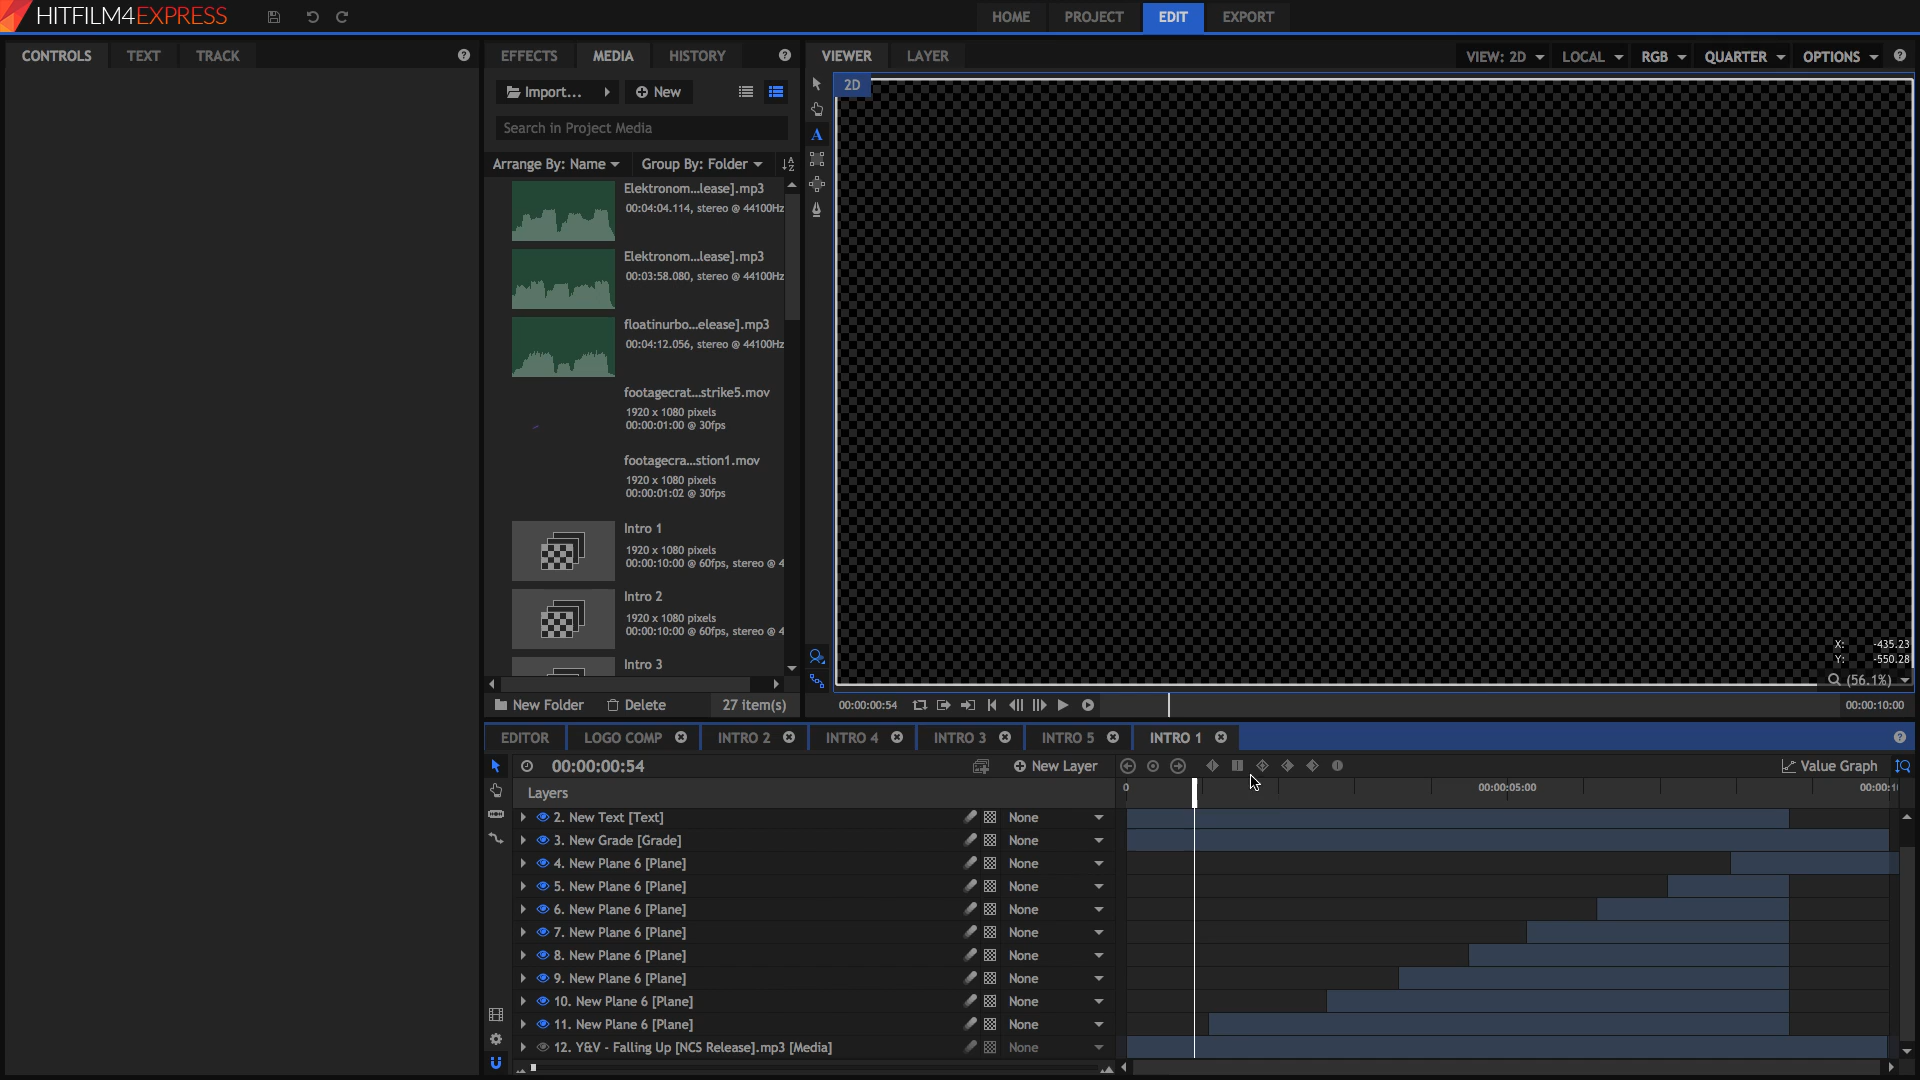 HITFILM4EXPRESS
HOME PROJECT EDIT EXPORT
CONTROLS TEXT TRACK
EFFECTS MEDIA HISTORY
VIEWER LAYER
VIEW: 2D LOCAL RGB QUARTER OPTIONS
Import... New
Search in Project Media
Arrange By: Name Group By: Folder
Elektronom...lease].mp3
00:04:04.114, stereo @ 44100Hz
Elektronom...lease].mp3
00:03:58.080, stereo @ 44100Hz
floatinurbo...elease].mp3
00:04:12.056, stereo @ 44100Hz
footagecrat...strike5.mov
1920 x 1080 pixels
00:00:01:00 @ 30fps
footagecra...stion1.mov
1920 x 1080 pixels
00:00:01:02 @ 30fps
Intro 1
1920 x 1080 pixels
00:00:10:00 @ 60fps, stereo @ 4
Intro 2
1920 x 1080 pixels
00:00:10:00 @ 60fps, stereo @ 4
Intro 3
New Folder Delete 27 item(s)
2D
A
X: -435.23
Y: -550.28
(56.1%)
00:00:00:54 00:00:10:00
EDITOR LOGO COMP INTRO 2 INTRO 4 INTRO 3 INTRO 5 INTRO 1
00:00:00:54 New Layer Value Graph
Layers
0 00:00:05:00 00:00:1
2. New Text [Text] None
3. New Grade [Grade] None
4. New Plane 6 [Plane] None
5. New Plane 6 [Plane] None
6. New Plane 6 [Plane] None
7. New Plane 6 [Plane] None
8. New Plane 6 [Plane] None
9. New Plane 6 [Plane] None
10. New Plane 6 [Plane] None
11. New Plane 6 [Plane] None
12. Y&V - Falling Up [NCS Release].mp3 [Media] None